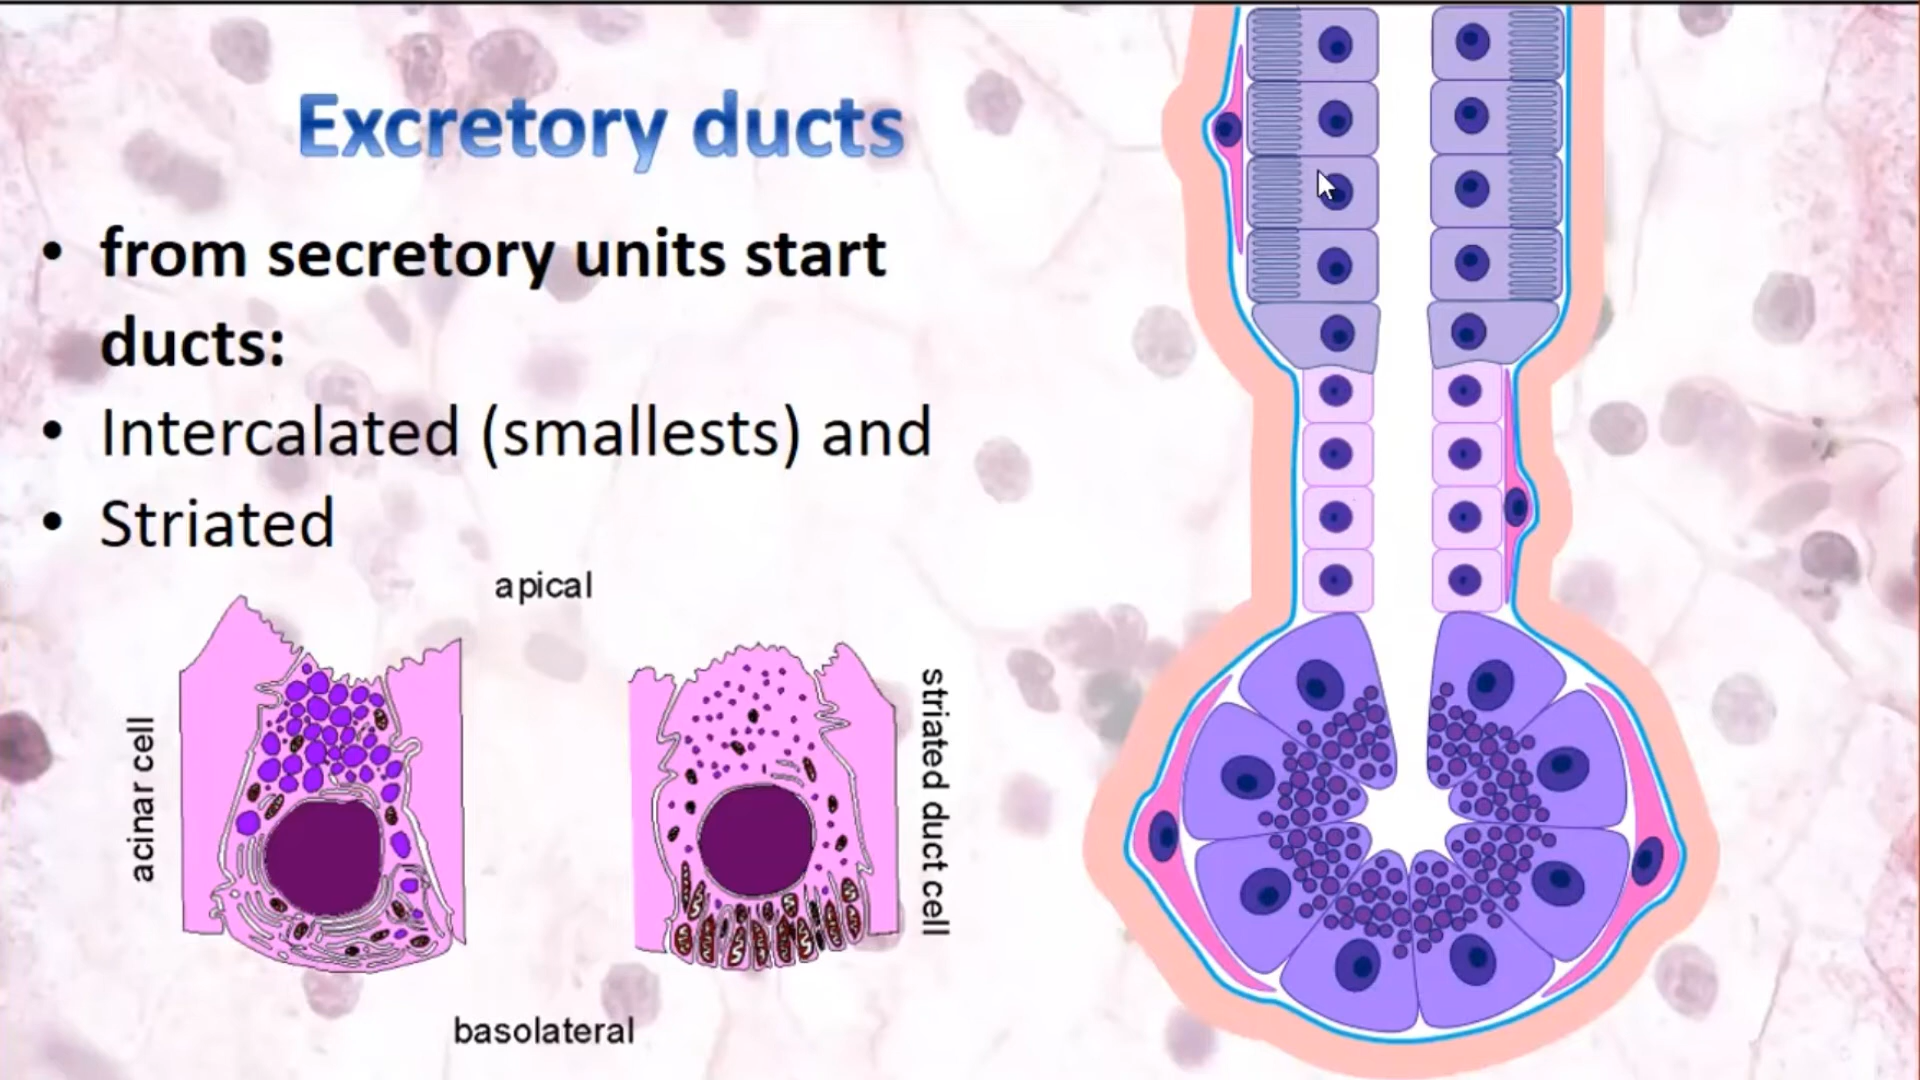 Excretory ducts
• from secretory units start
ducts:
• Intercalated (smallests) and
• Striated
apical
acinar cell
striated duct cell
basolateral